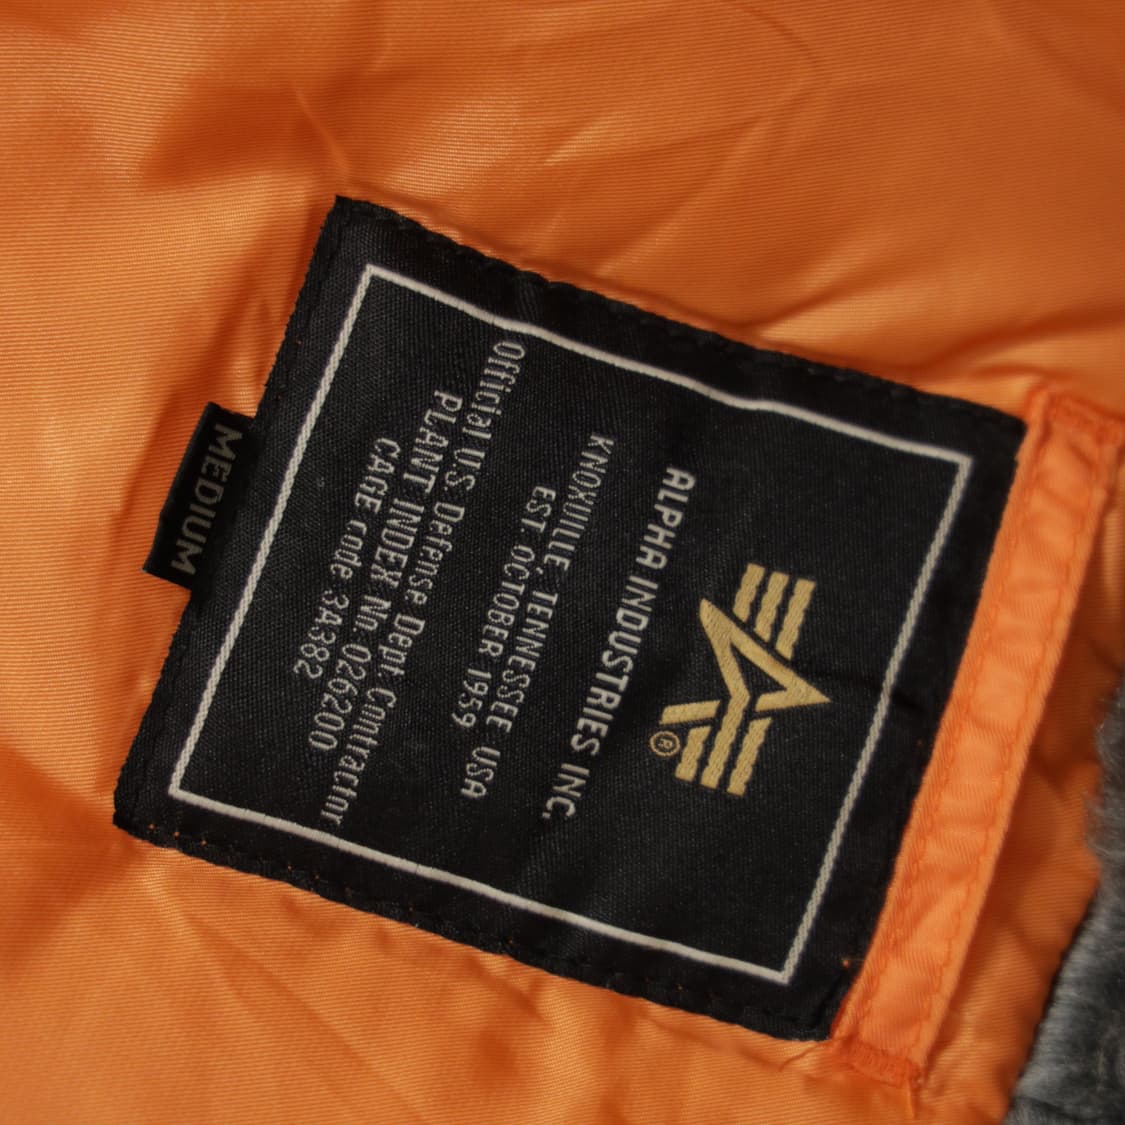 ®
ALPHA INDUSTRIES INC.
KNOXVILLE, TENNESSEE USA
EST. OCTOBER 1959
Official U.S. Defense Dept. Contractor
PLANT INDEX No. 026200
CAGE Code 3A382
MEDIUM